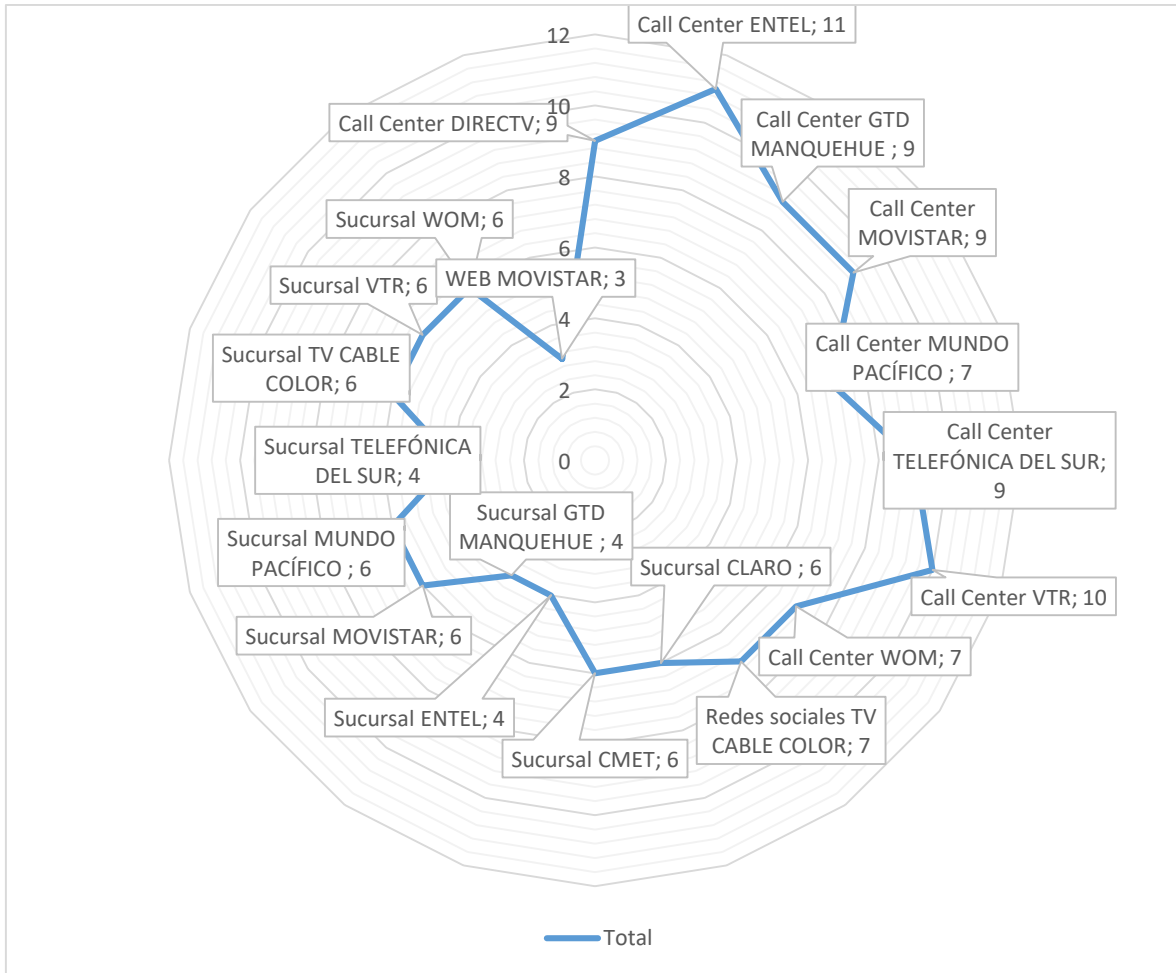 12
10
8
6
4
2
0
Call Center DIRECTV; 9
Call Center ENTEL; 11
Call Center GTD
MANQUEHUE ; 9
Call Center
MOVISTAR; 9
Call Center MUNDO
PACÍFICO ; 7
Call Center
TELEFÓNICA DEL SUR;
9
Call Center VTR; 10
Call Center WOM; 7
Redes sociales TV
CABLE COLOR; 7
Sucursal CLARO ; 6
Sucursal CMET; 6
Sucursal ENTEL; 4
Sucursal GTD
MANQUEHUE ; 4
Sucursal MOVISTAR; 6
Sucursal MUNDO
PACÍFICO ; 6
Sucursal TELEFÓNICA
DEL SUR; 4
Sucursal TV CABLE
COLOR; 6
Sucursal VTR; 6
Sucursal WOM; 6
WEB MOVISTAR; 3
Total